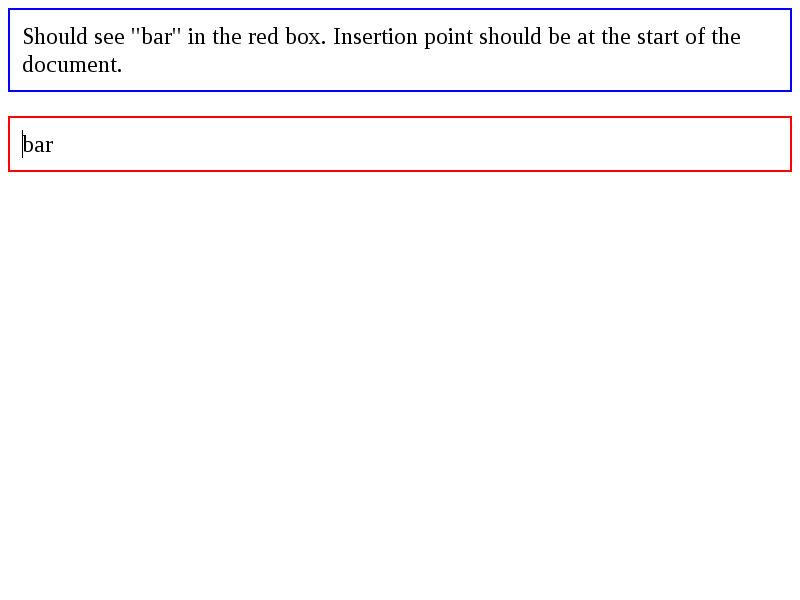 Should see "bar" in the red box. Insertion point should be at the start of the
document.
bar